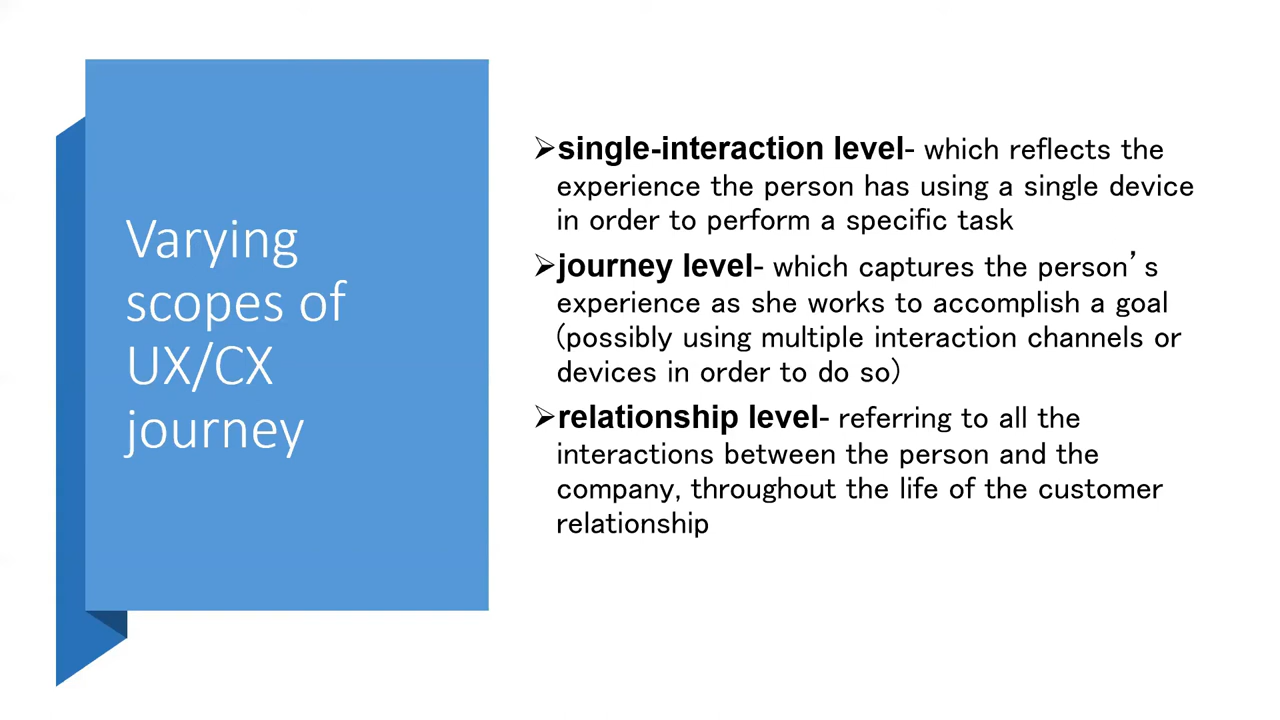 Varying
scopes of
UX/CX
journey
➢single-interaction level- which reflects the
experience the person has using a single device
in order to perform a specific task
➢journey level- which captures the person’s
experience as she works to accomplish a goal
(possibly using multiple interaction channels or
devices in order to do so)
➢relationship level- referring to all the
interactions between the person and the
company, throughout the life of the customer
relationship